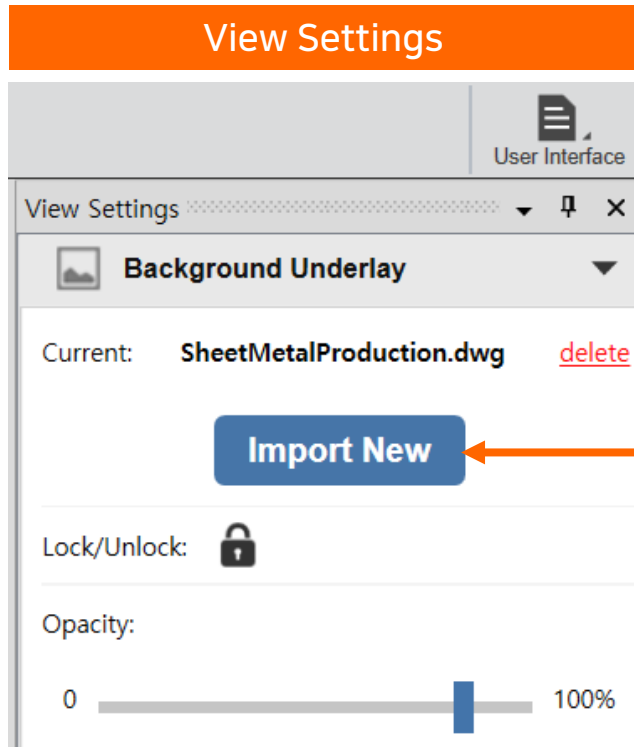 View Settings
User Interface
View Settings
Background Underlay
Current: SheetMetalProduction.dwg delete
Import New
Lock/Unlock:
Opacity:
0 100%